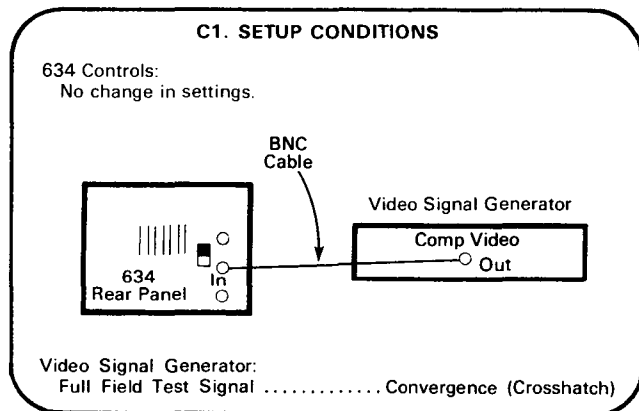 C1. SETUP CONDITIONS
634 Controls:
No change in settings.
BNC
Cable
Video Signal Generator
Comp Video
Out
634
Rear Panel
In
Video Signal Generator:
Full Field Test Signal ............. Convergence (Crosshatch)